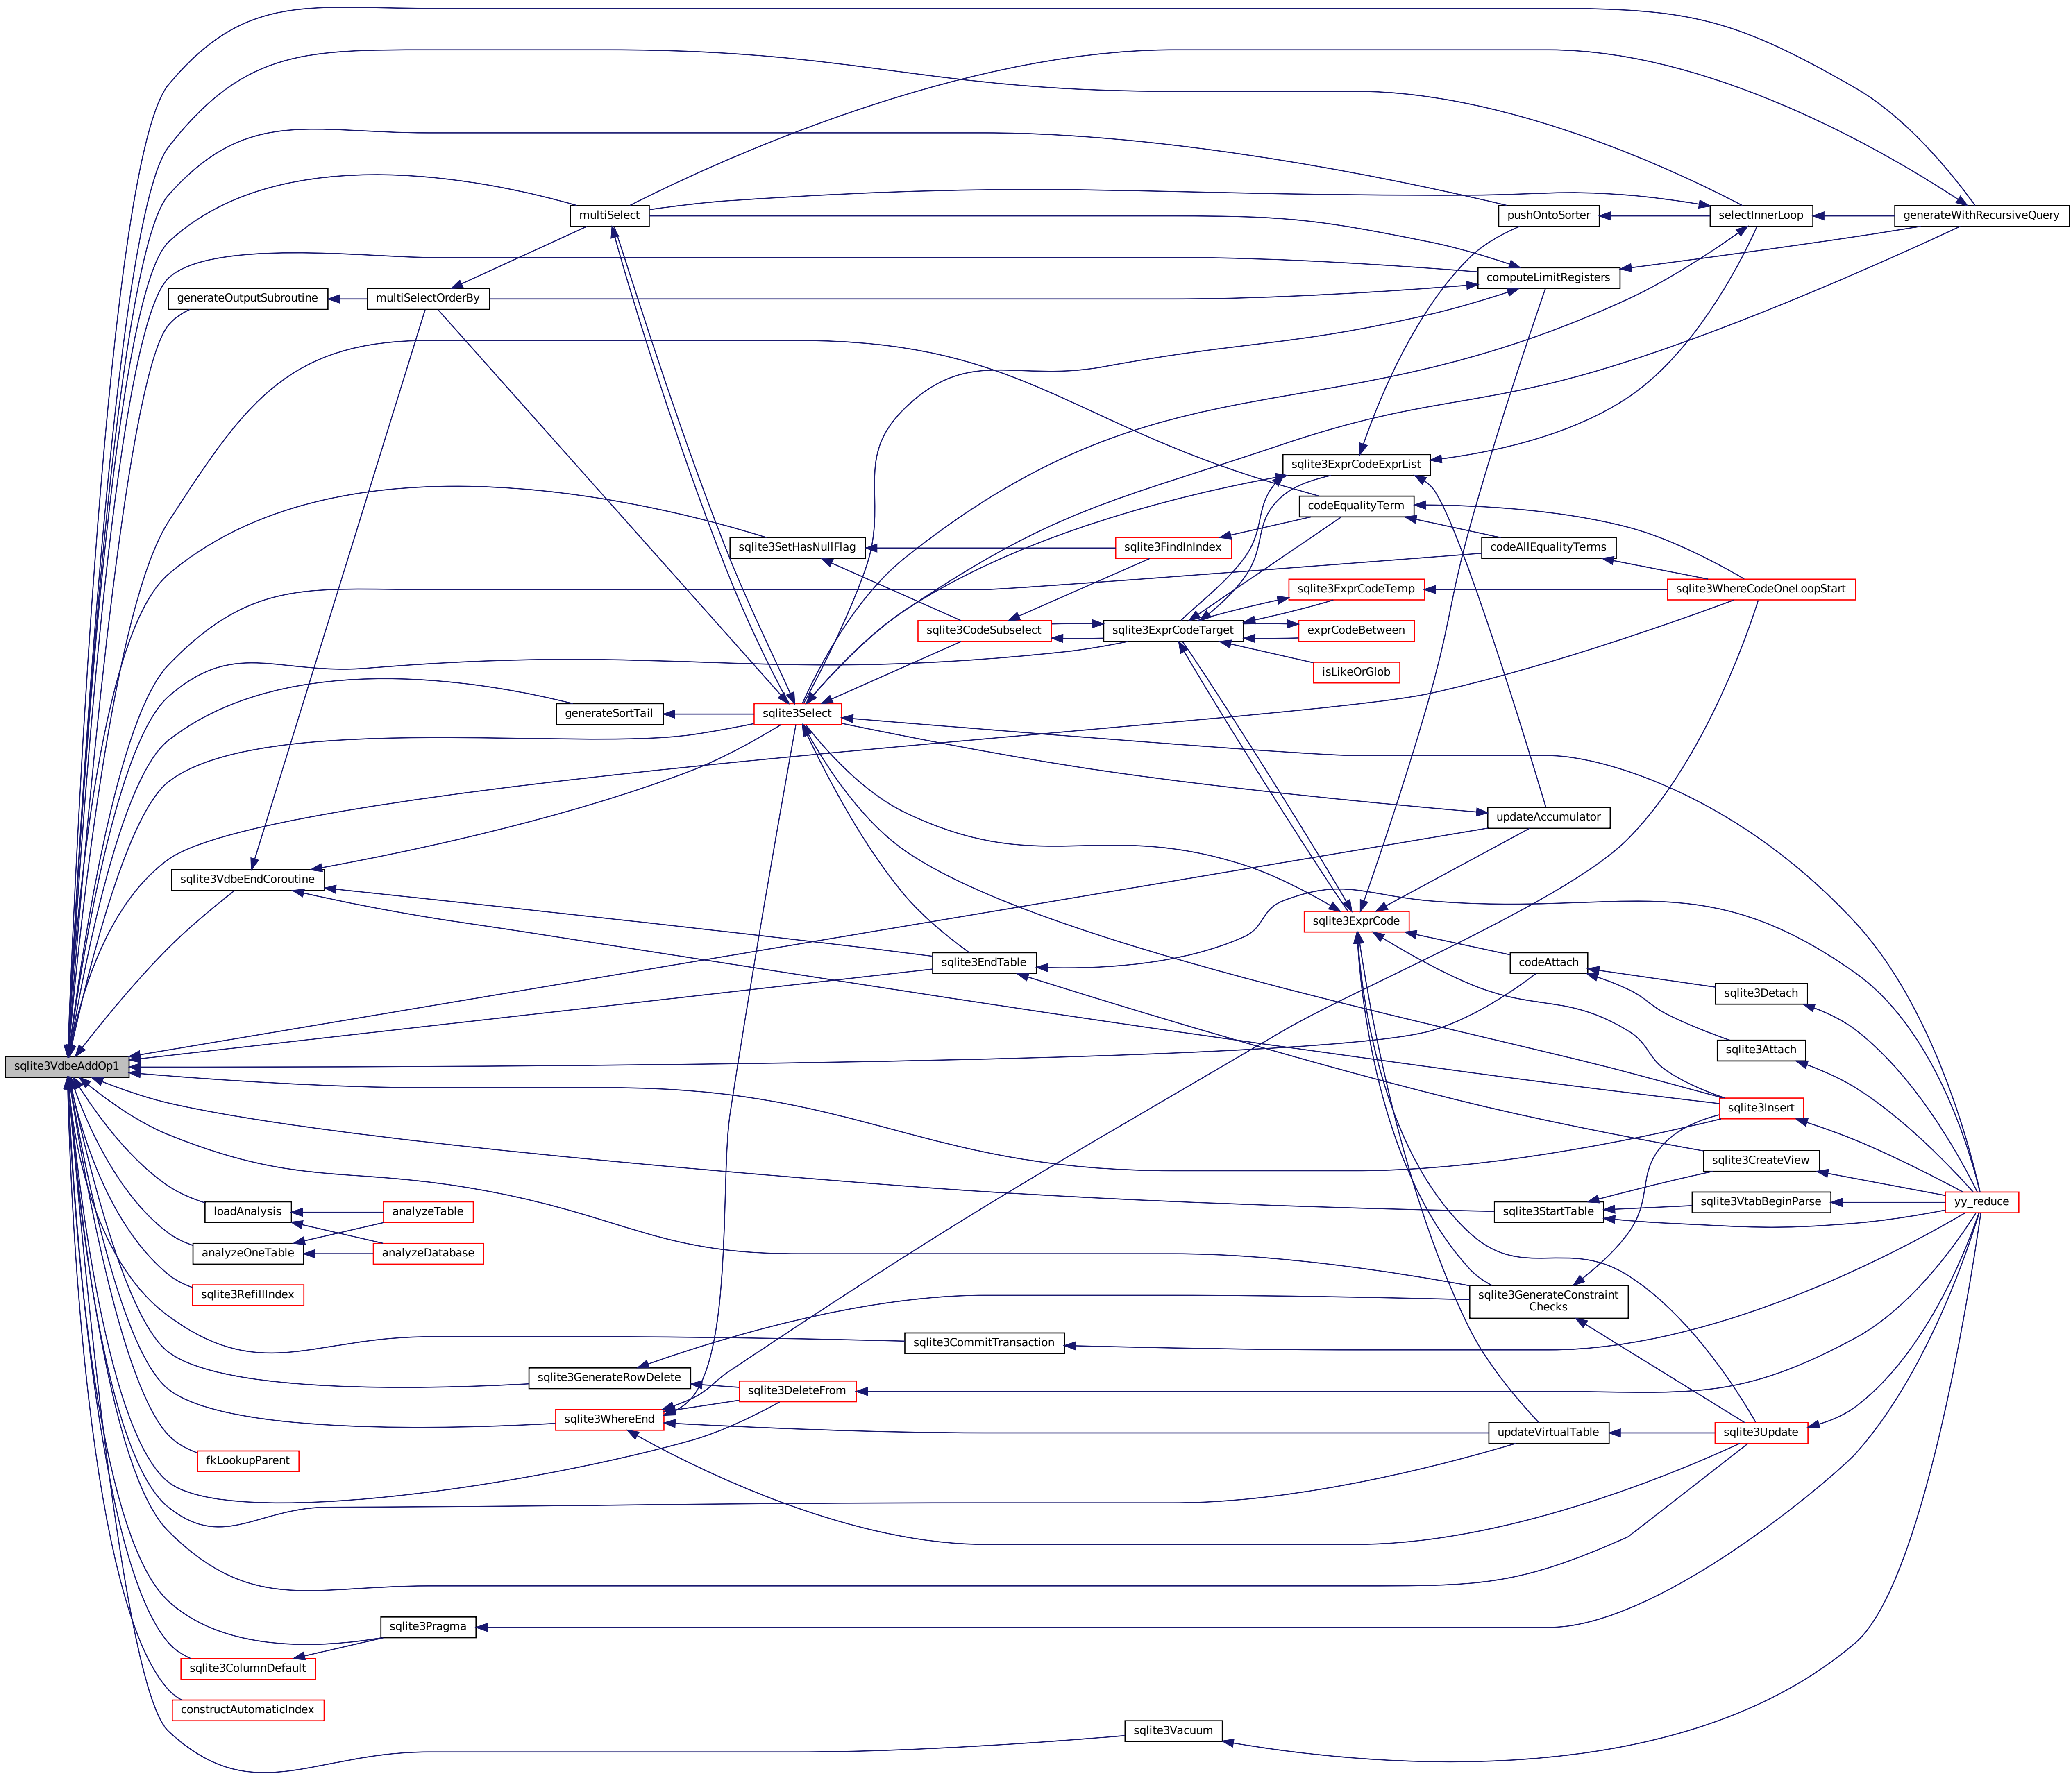 multiSelect
pushOntoSorter
selectInnerLoop
generateWithRecursiveQuery
computeLimitRegisters
generateOutputSubroutine
multiSelectOrderBy
sqlite3ExprCodeExprList
codeEqualityTerm
sqlite3SetHasNullFlag
sqlite3FindInIndex
codeAllEqualityTerms
sqlite3ExprCodeTemp
sqlite3WhereCodeOneLoopStart
sqlite3CodeSubselect
sqlite3ExprCodeTarget
exprCodeBetween
isLikeOrGlob
generateSortTail
sqlite3Select
updateAccumulator
sqlite3VdbeEndCoroutine
sqlite3ExprCode
sqlite3EndTable
codeAttach
sqlite3Detach
sqlite3Attach
sqlite3VdbeAddOp1
sqlite3Insert
sqlite3CreateView
loadAnalysis
analyzeTable
sqlite3StartTable
sqlite3VtabBeginParse
yy_reduce
analyzeOneTable
analyzeDatabase
sqlite3RefillIndex
sqlite3GenerateConstraint
Checks
sqlite3CommitTransaction
sqlite3GenerateRowDelete
sqlite3DeleteFrom
sqlite3WhereEnd
updateVirtualTable
sqlite3Update
fkLookupParent
sqlite3Pragma
sqlite3ColumnDefault
constructAutomaticIndex
sqlite3Vacuum